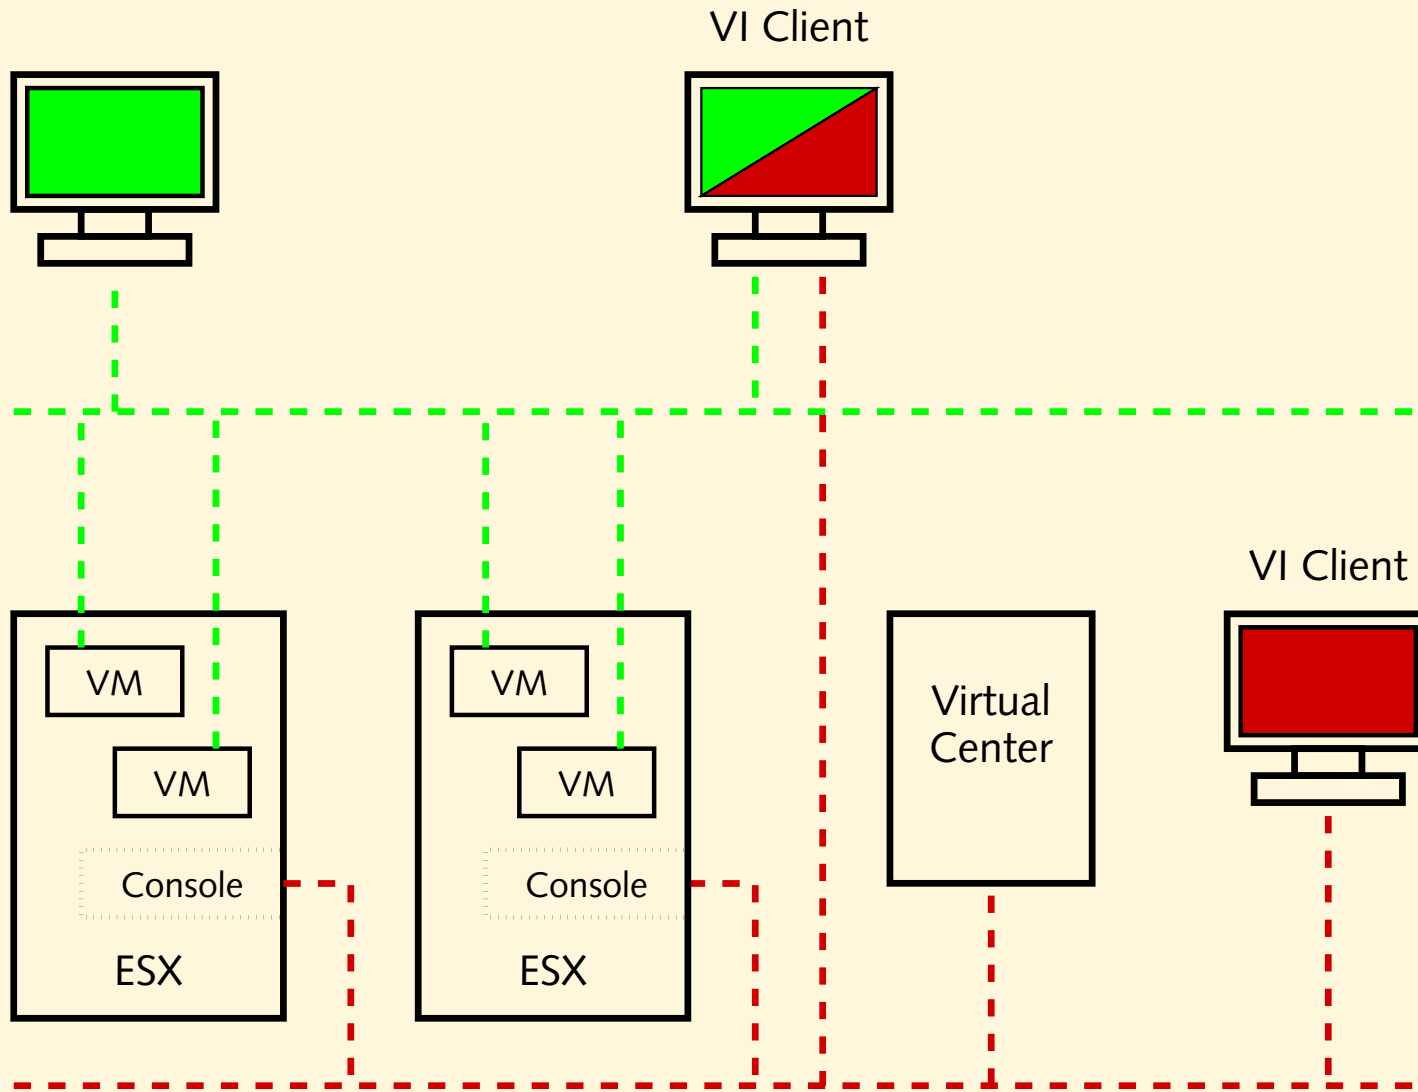 VI Client
VI Client
VM
VM
Console
ESX
VM
VM
Console
ESX
Virtual
Center